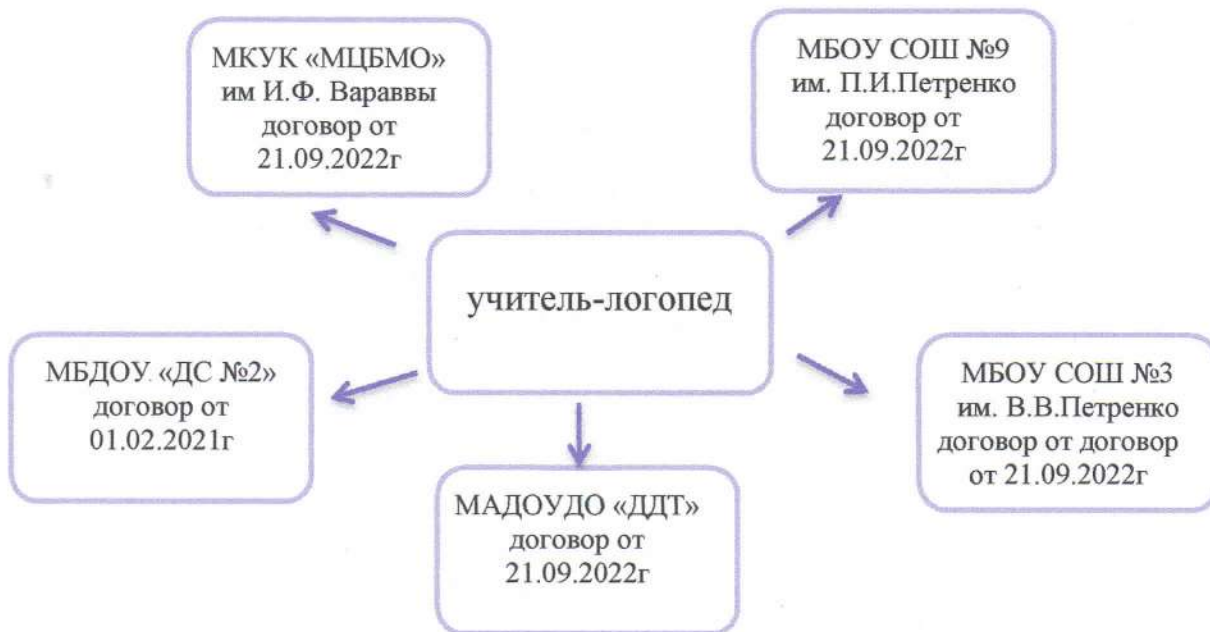 МКУК «МЦБМО»
им И.Ф. Вараввы
договор от
21.09.2022г
МБОУ СОШ №9
им. П.И.Петренко
договор от
21.09.2022г
учитель-логопед
МБДОУ «ДС №2»
договор от
01.02.2021г
МБОУ СОШ №3
им. В.В.Петренко
договор от договор
от 21.09.2022г
МАДОУДО «ДДТ»
договор от
21.09.2022г